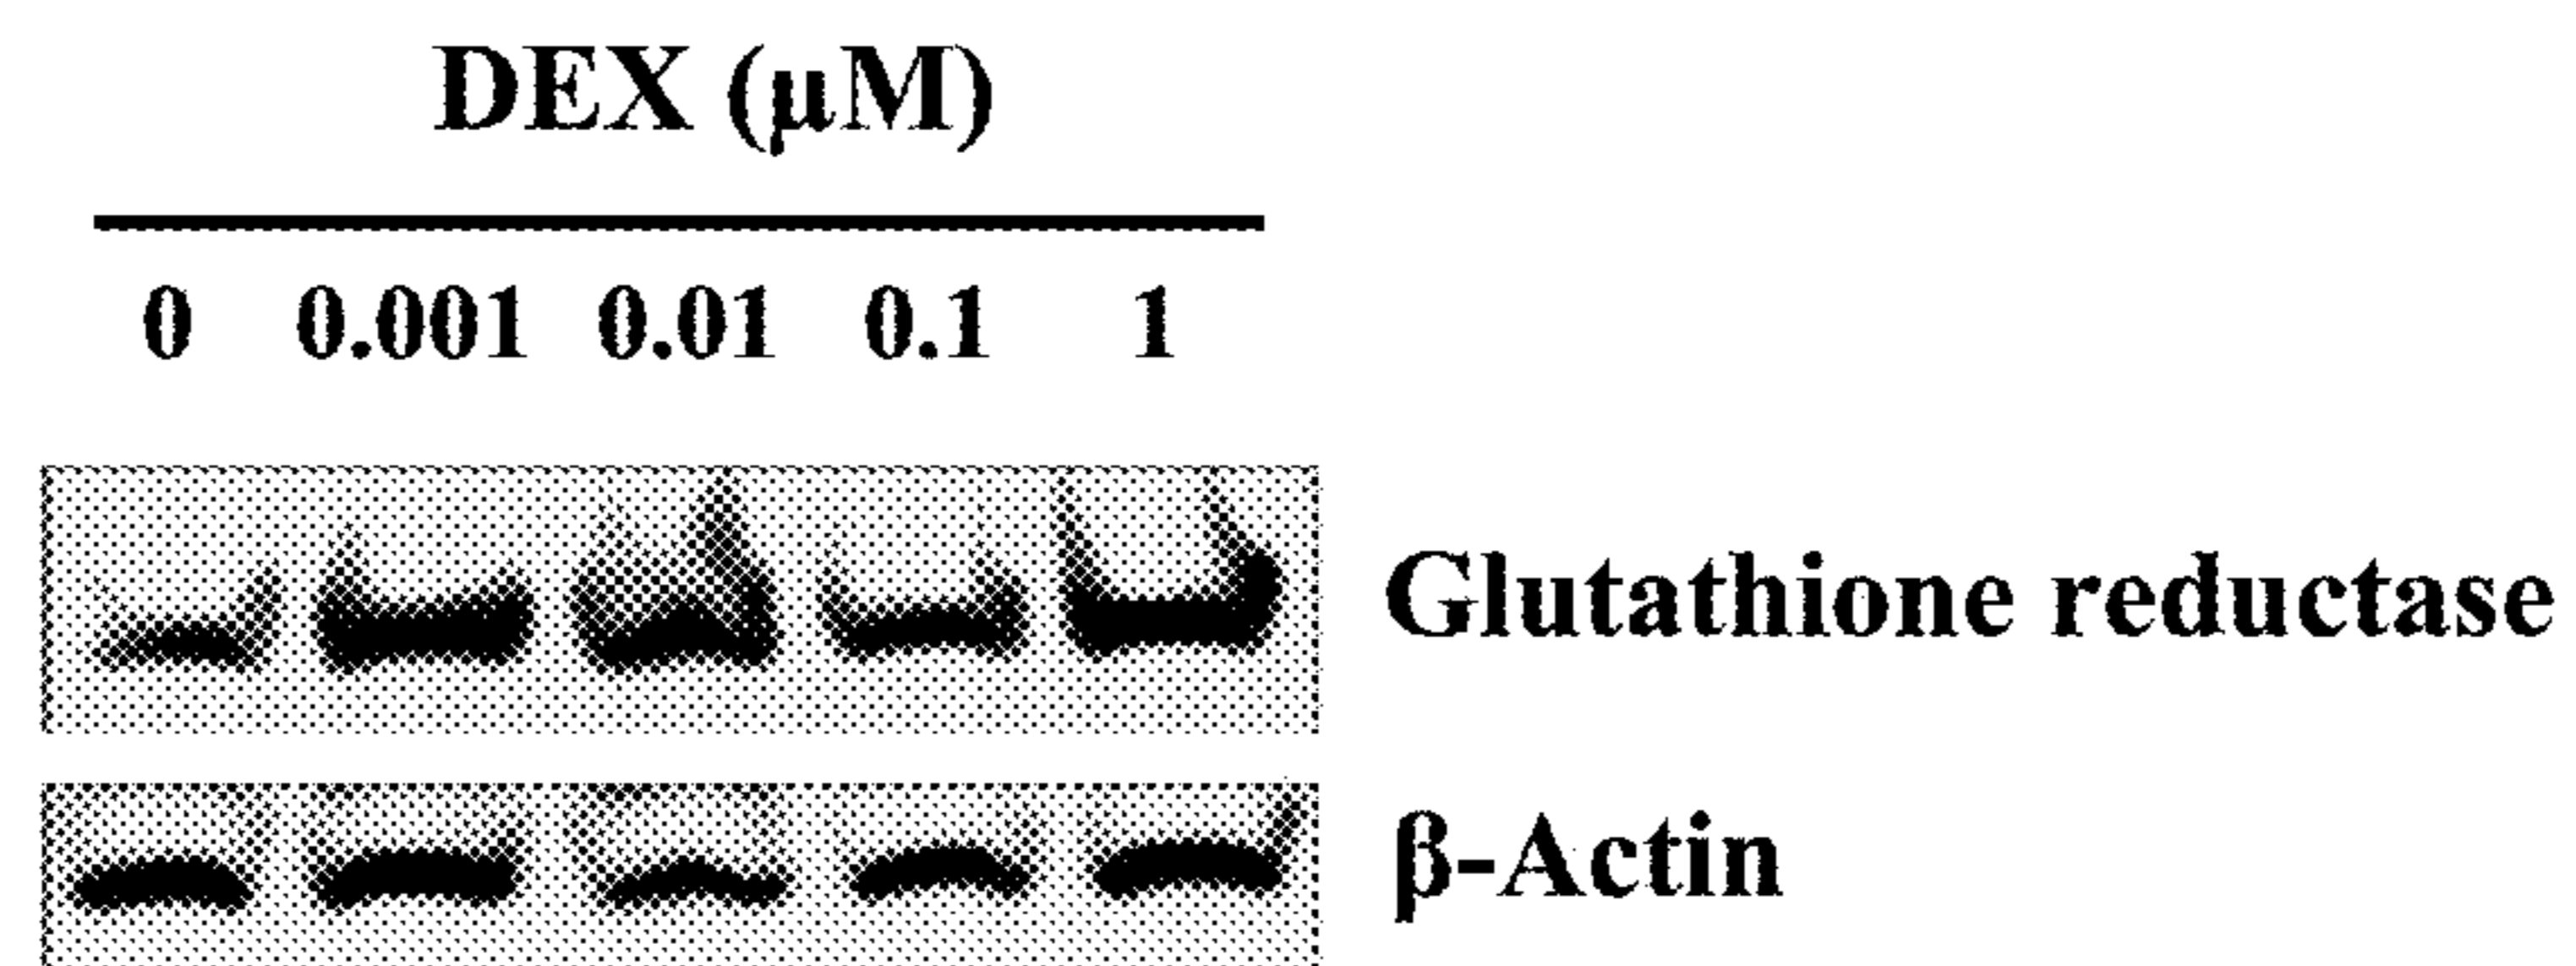 DEX (μM)
0 0.001 0.01 0.1 1
Glutathione reductase
β-Actin